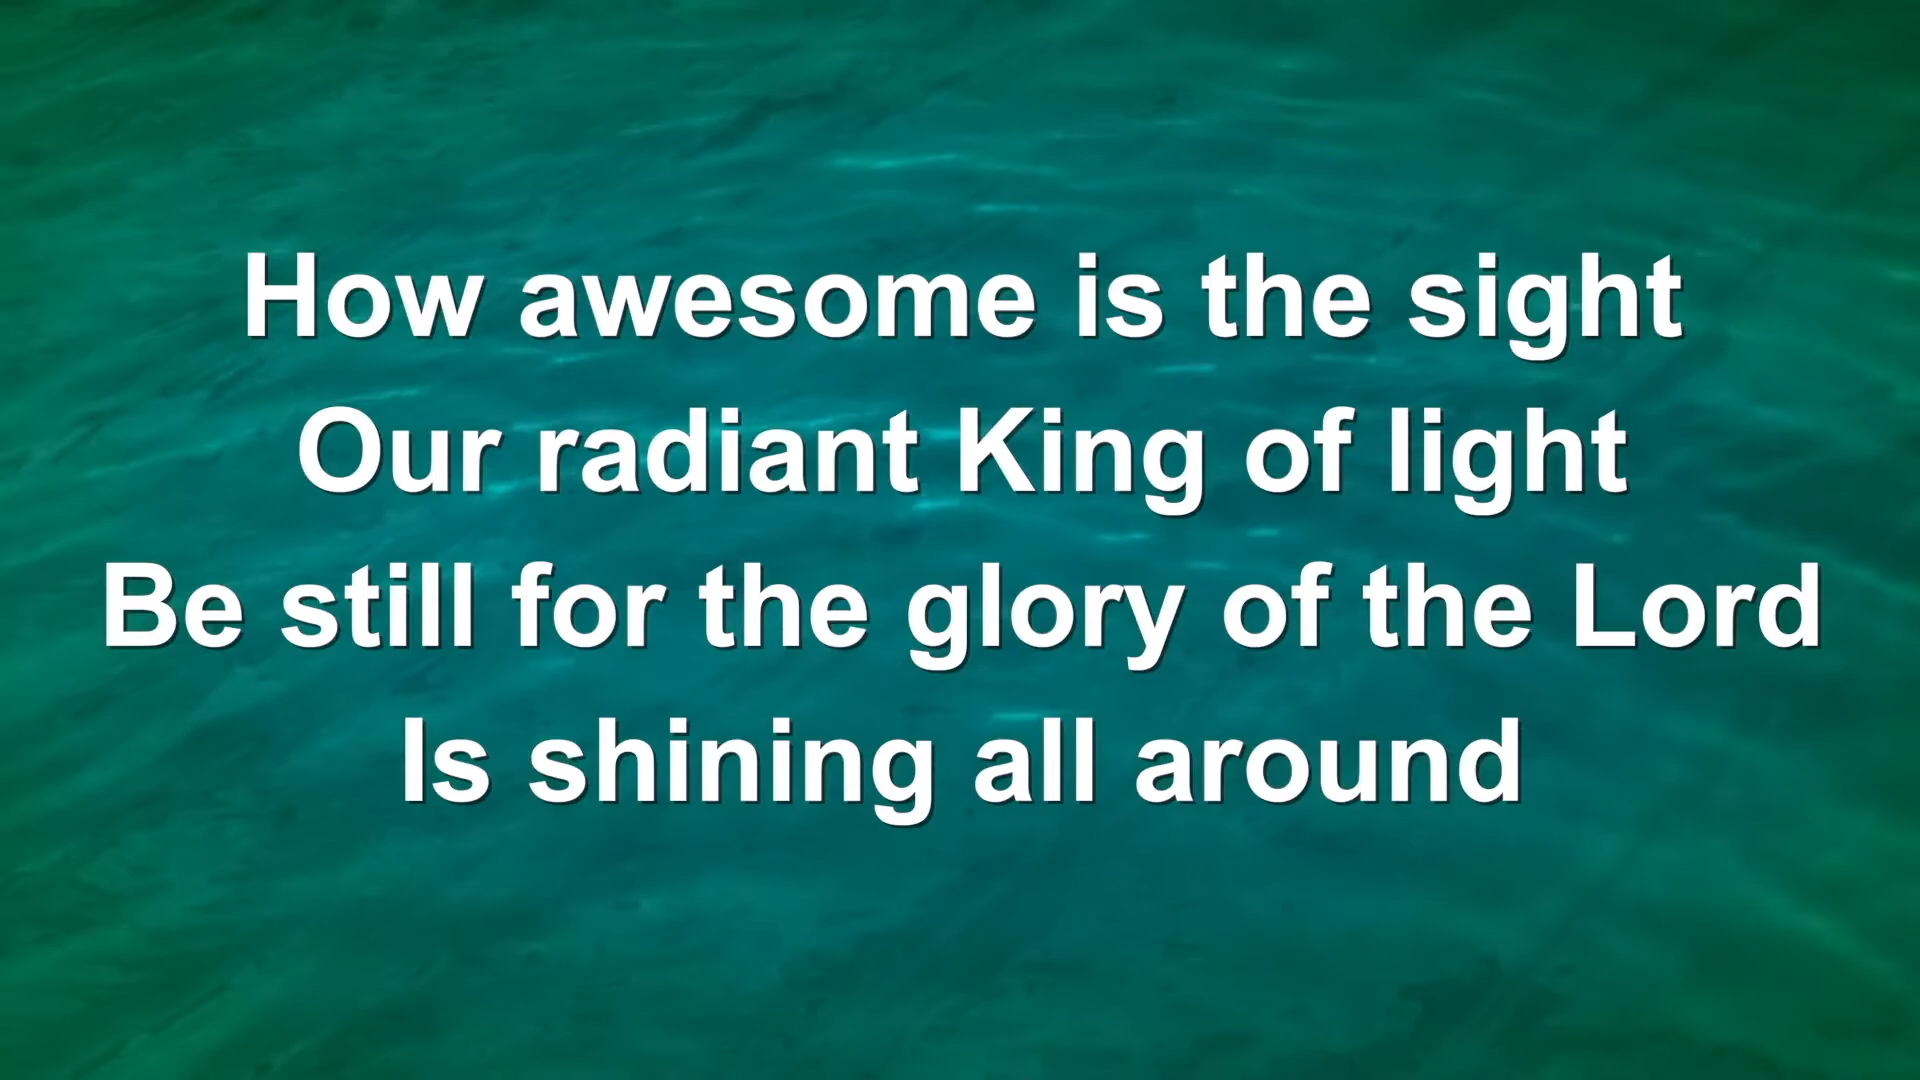 How awesome is the sight
Our radiant King of light
Be still for the glory of the Lord
Is shining all around